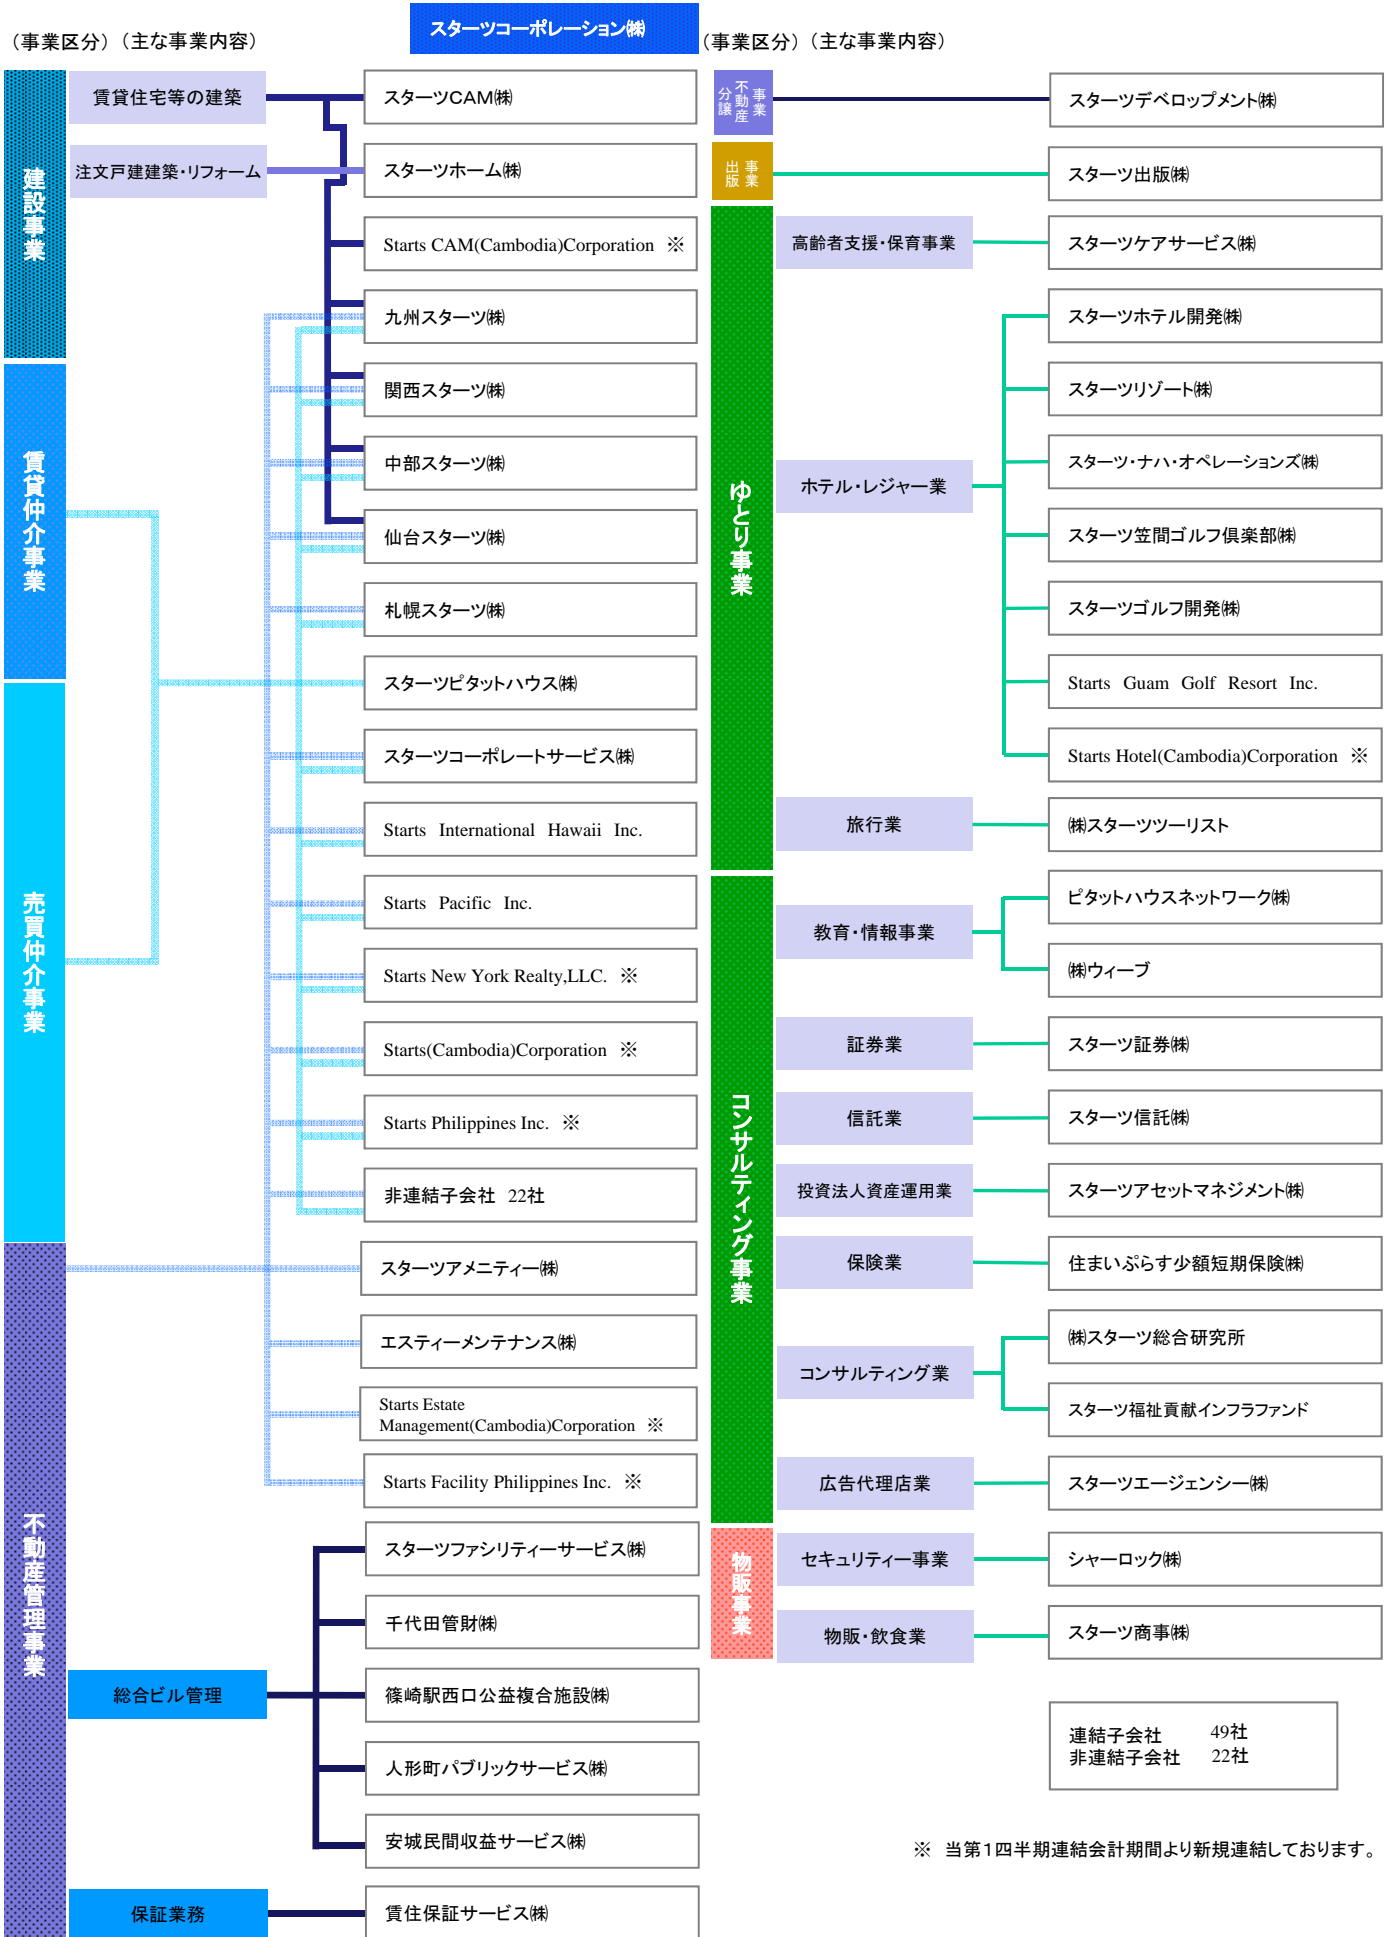 スターツコーポレーション㈱
（事業区分）（主な事業内容）
建設事業
賃貸住宅等の建築
スターツCAM㈱
注文戸建建築・リフォーム
スターツホーム㈱
Starts CAM(Cambodia)Corporation ※
九州スターツ㈱
関西スターツ㈱
中部スターツ㈱
仙台スターツ㈱
札幌スターツ㈱
賃貸仲介事業
スターツピタットハウス㈱
スターツコーポレートサービス㈱
Starts International Hawaii Inc.
Starts Pacific Inc.
売買仲介事業
Starts New York Realty,LLC. ※
Starts(Cambodia)Corporation ※
Starts Philippines Inc. ※
非連結子会社 22社
不動産管理事業
スターツアメニティー㈱
エスティーメンテナンス㈱
Starts Estate
Management(Cambodia)Corporation ※
Starts Facility Philippines Inc. ※
総合ビル管理
スターツファシリティーサービス㈱
千代田管財㈱
篠崎駅西口公益複合施設㈱
人形町パブリックサービス㈱
安城民間収益サービス㈱
保証業務
賃住保証サービス㈱
（事業区分）（主な事業内容）
不動産
分譲
事業
スターツデベロップメント㈱
出版
事業
スターツ出版㈱
ゆとり事業
高齢者支援・保育事業
スターツケアサービス㈱
ホテル・レジャー業
スターツホテル開発㈱
スターツリゾート㈱
スターツ・ナハ・オペレーションズ㈱
スターツ笠間ゴルフ倶楽部㈱
スターツゴルフ開発㈱
Starts Guam Golf Resort Inc.
Starts Hotel(Cambodia)Corporation ※
旅行業
㈱スターツツーリスト
コンサルティング事業
教育・情報事業
ピタットハウスネットワーク㈱
㈱ウィーブ
証券業
スターツ証券㈱
信託業
スターツ信託㈱
投資法人資産運用業
スターツアセットマネジメント㈱
保険業
住まいぷらす少額短期保険㈱
コンサルティング業
㈱スターツ総合研究所
スターツ福祉貢献インフラファンド
広告代理店業
スターツエージェンシー㈱
物販事業
セキュリティー事業
シャーロック㈱
物販・飲食業
スターツ商事㈱
連結子会社 49社
非連結子会社 22社
※ 当第１四半期連結会計期間より新規連結しております。